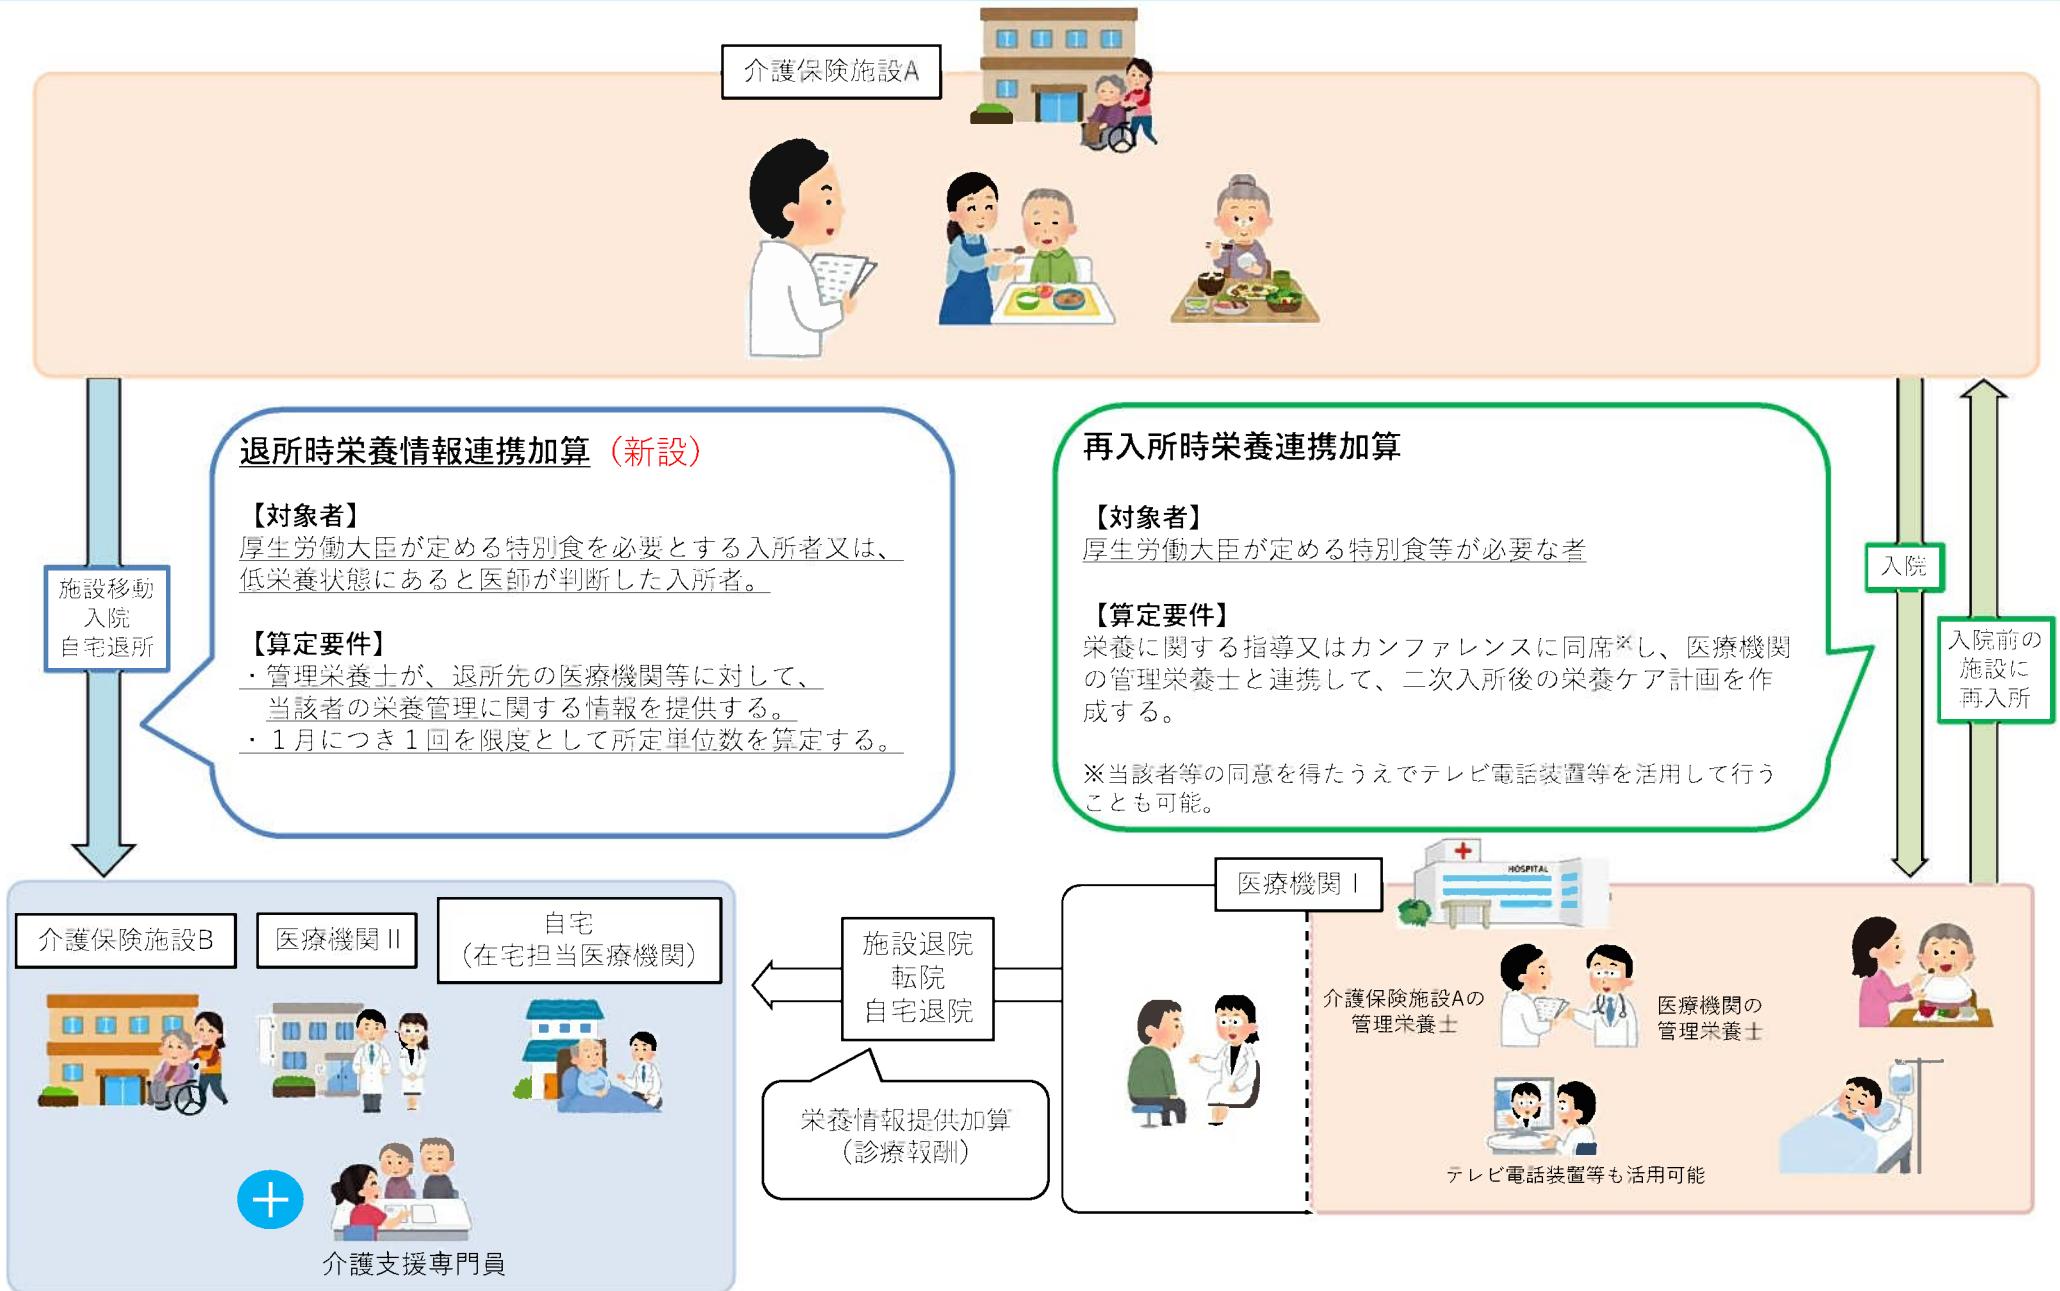 介護保険施設A
退所時栄養情報連携加算（新設）
【対象者】
厚生労働大臣が定める特別食を必要とする入所者又は、
低栄養状態にあると医師が判断した入所者。
【算定要件】
・管理栄養士が、退所先の医療機関等に対して、
当該者の栄養管理に関する情報を提供する。
・１月につき１回を限度として所定単位数を算定する。
施設移動
入院
自宅退所
再入所時栄養連携加算
【対象者】
厚生労働大臣が定める特別食等が必要な者
【算定要件】
栄養に関する指導又はカンファレンスに同席※し、医療機関
の管理栄養士と連携して、二次入所後の栄養ケア計画を作
成する。
※当該者等の同意を得たうえでテレビ電話装置等を活用して行う
ことも可能。
入院
入院前の
施設に
再入所
介護保険施設B
医療機関Ⅱ
自宅
（在宅担当医療機関）
介護支援専門員
施設退院
転院
自宅退院
栄養情報提供加算
（診療報酬）
医療機関Ⅰ
HOSPITAL
介護保険施設Aの
管理栄養士
医療機関の
管理栄養士
テレビ電話装置等も活用可能